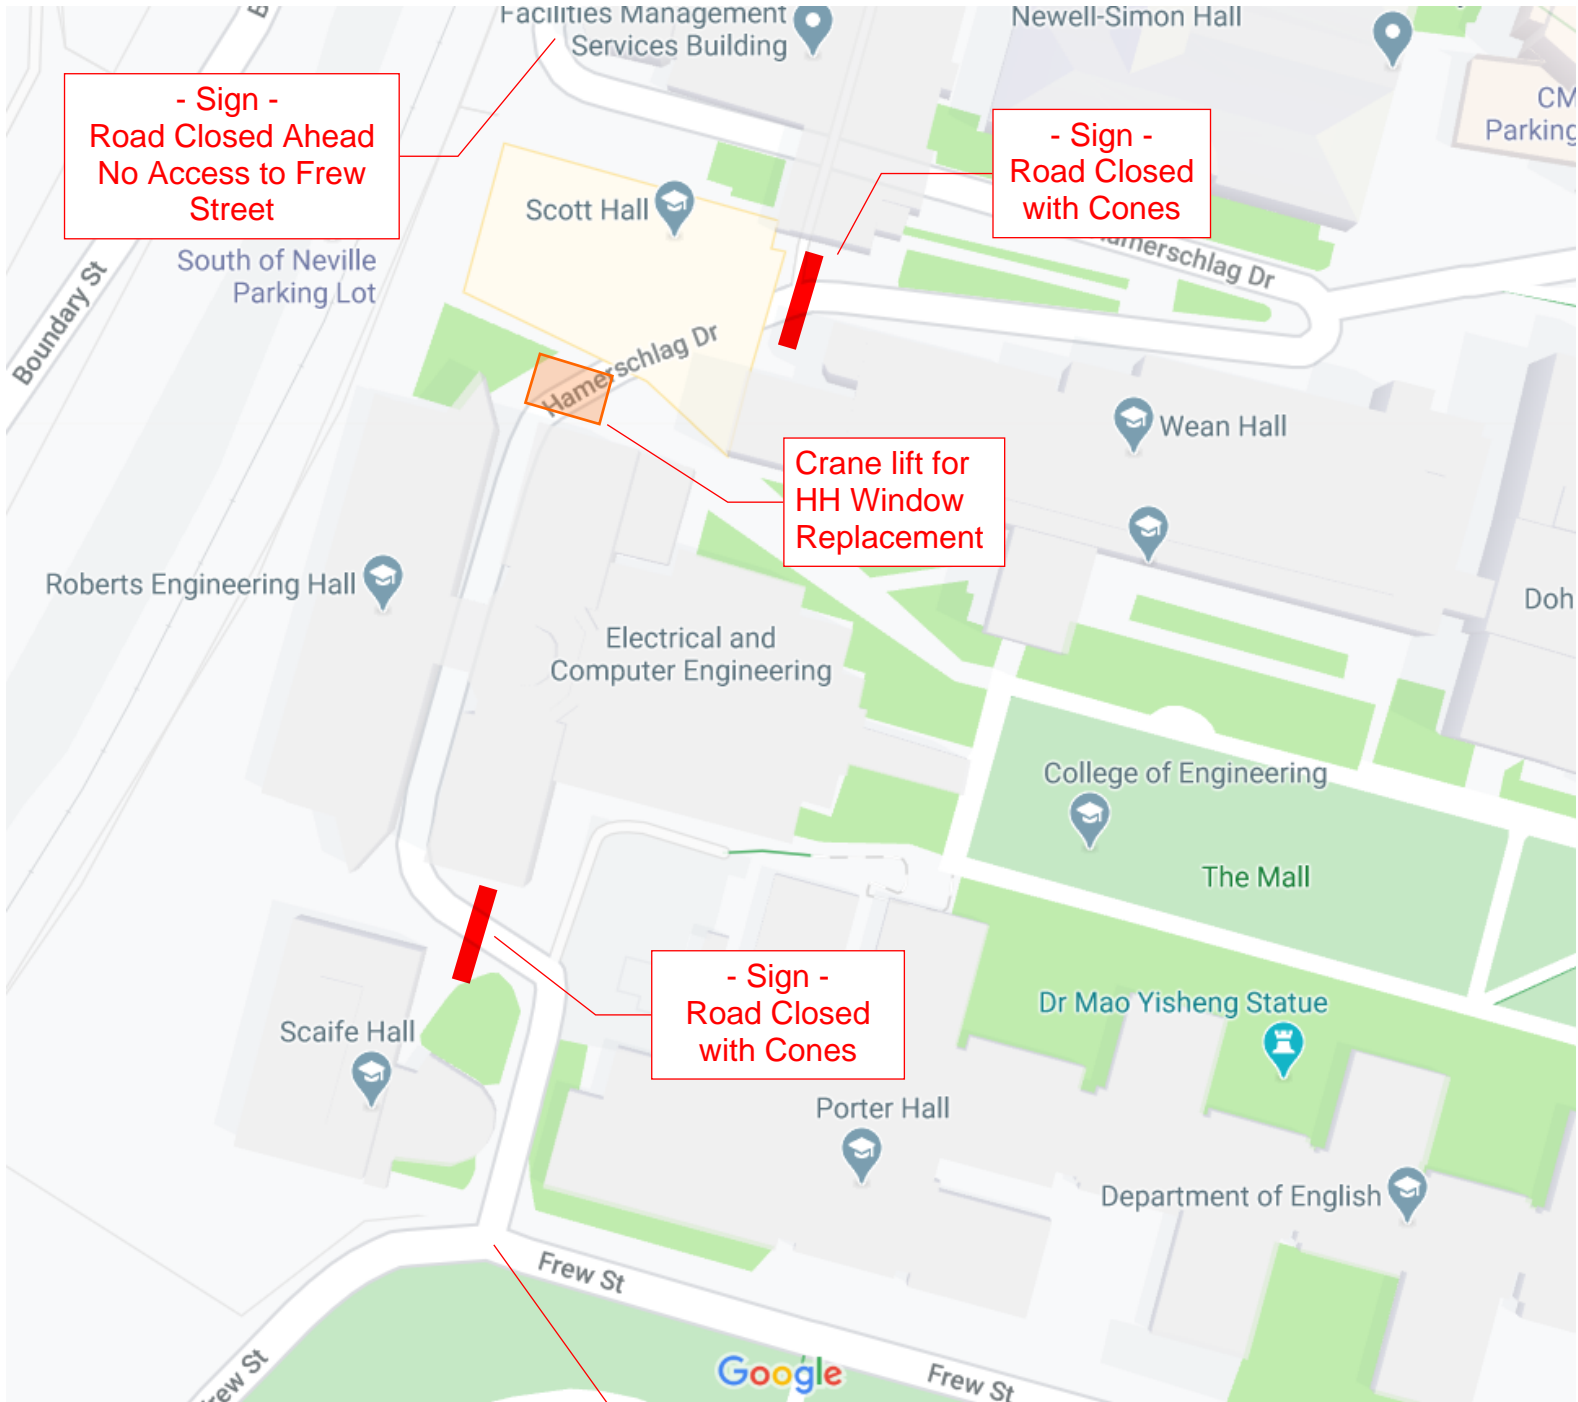 Facilities Management
Services Building
Newell-Simon Hall
- Sign -
Road Closed Ahead
No Access to Frew
Street
- Sign -
Road Closed
with Cones
CM
Parking
Scott Hall
South of Neville
Parking Lot
Boundary St
Hamerschlag Dr
Hamerschlag Dr
Crane lift for
HH Window
Replacement
Wean Hall
Roberts Engineering Hall
Doh
Electrical and
Computer Engineering
College of Engineering
The Mall
- Sign -
Road Closed
with Cones
Dr Mao Yisheng Statue
Scaife Hall
Porter Hall
Department of English
Frew St
Frew St
Google
Frew St